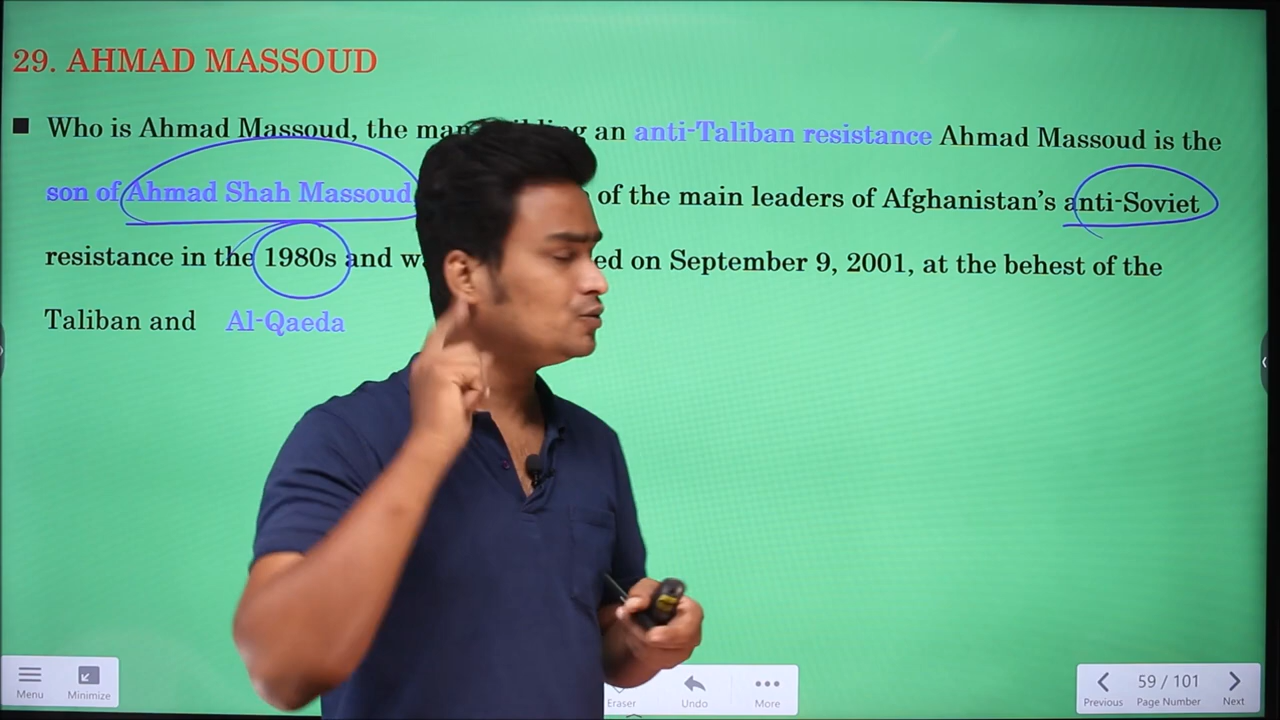 29. AHMAD MASSOUD
■ Who is Ahmad Massoud, the man an anti-Taliban resistance Ahmad Massoud is the
son of Ahmad Shah Massoud of the main leaders of Afghanistan's anti-Soviet
resistance in the 1980s and ed on September 9, 2001, at the behest of the
Taliban and Al-Qaeda
Menu
Minimize
Eraser
Undo
More
59 / 101
Previous
Page Number
Next